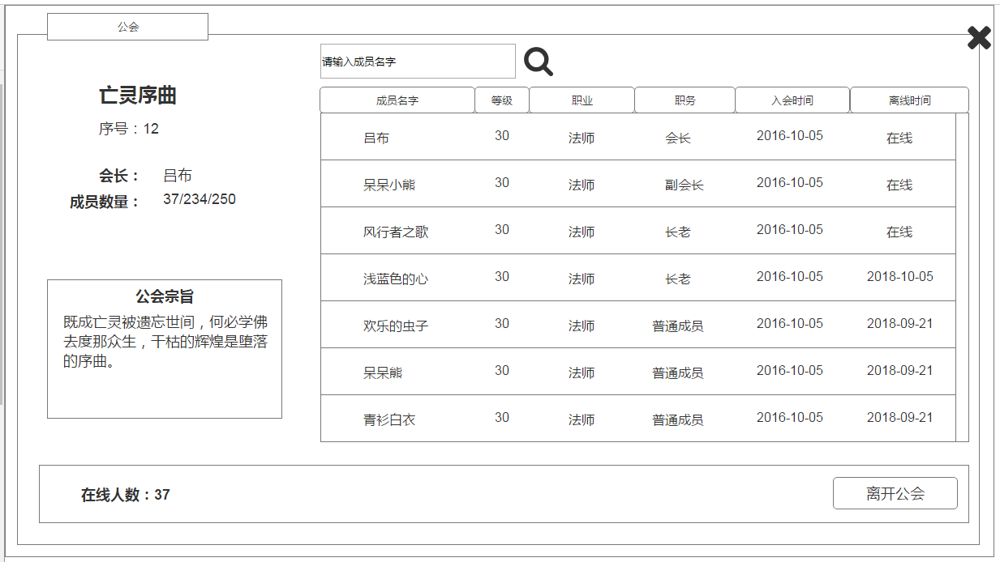 公会
亡灵序曲
序号：12
会长： 吕布
成员数量： 37/234/250
公会宗旨
既成亡灵被遗忘世间，何必学佛
去度那众生，干枯的辉煌是堕落
的序曲。
请输入成员名字
成员名字 等级 职业 职务 入会时间 离线时间
吕布 30 法师 会长 2016-10-05 在线
呆呆小熊 30 法师 副会长 2016-10-05 在线
风行者之歌 30 法师 长老 2016-10-05 在线
浅蓝色的心 30 法师 长老 2016-10-05 2018-10-05
欢乐的虫子 30 法师 普通成员 2016-10-05 2018-09-21
呆呆熊 30 法师 普通成员 2016-10-05 2018-09-21
青衫白衣 30 法师 普通成员 2016-10-05 2018-09-21
在线人数：37
离开公会